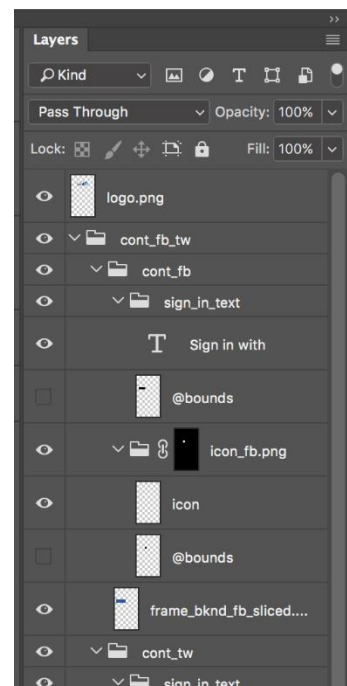 Layers
Kind
Pass Through Opacity: 100%
Lock: Fill: 100%
logo.png
cont_fb_tw
cont_fb
sign_in_text
T Sign in with
@bounds
icon_fb.png
icon
@bounds
frame_bknd_fb_sliced....
cont_tw
sign_in_text